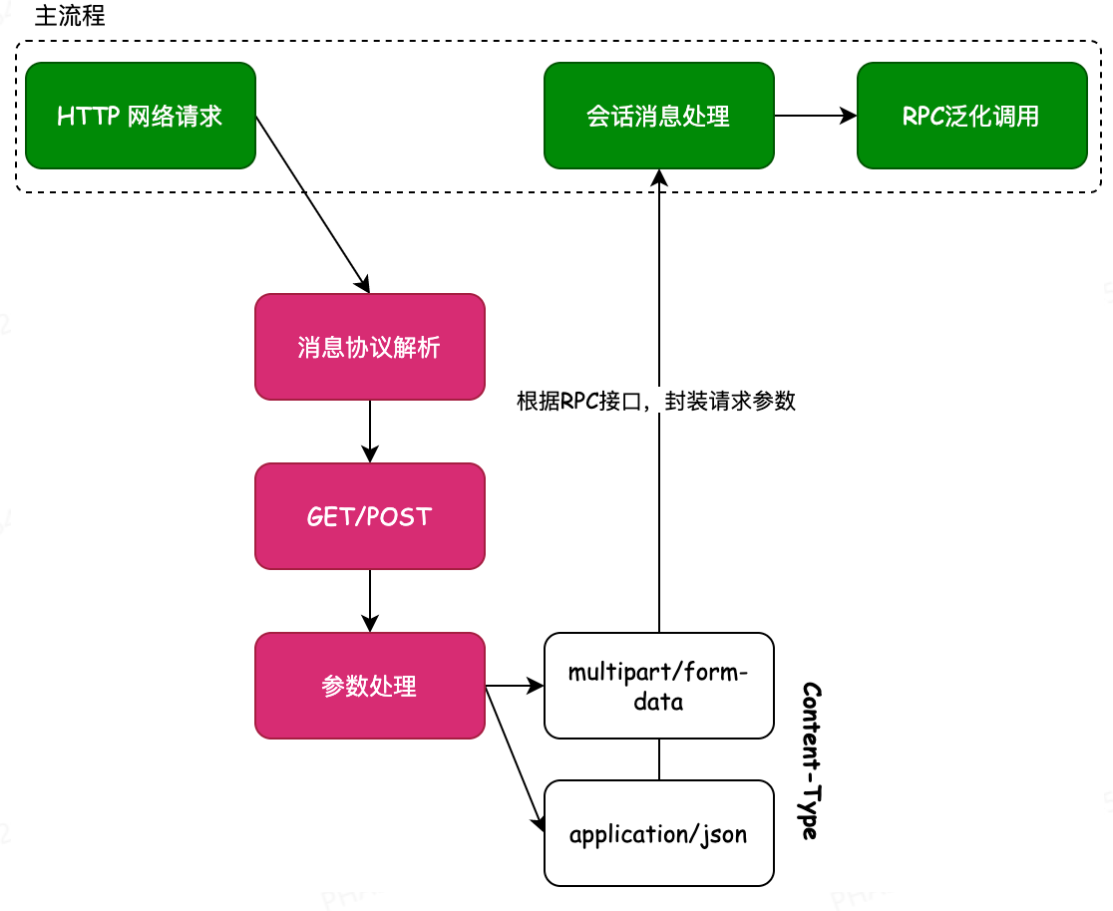 主流程
HTTP 网络请求
会话消息处理
RPC泛化调用
消息协议解析
根据RPC接口，封装请求参数
GET/POST
参数处理
multipart/form-
data
application/json
Content-Type